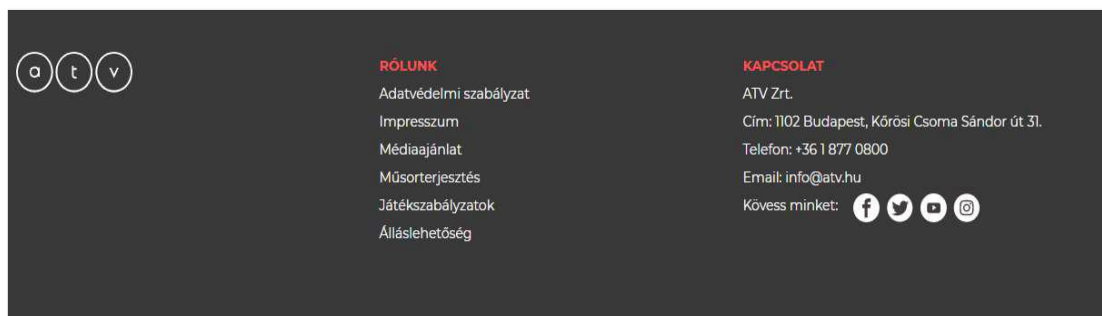 a t v
RÓLUNK
Adatvédelmi szabályzat
Impresszum
Médiaajánlat
Műsorterjesztés
Játékszabályzatok
Álláslehetőség
KAPCSOLAT
ATV Zrt.
Cím: 1102 Budapest, Kőrösi Csoma Sándor út 31.
Telefon: +36 1 877 0800
Email: info@atv.hu
Kövess minket: